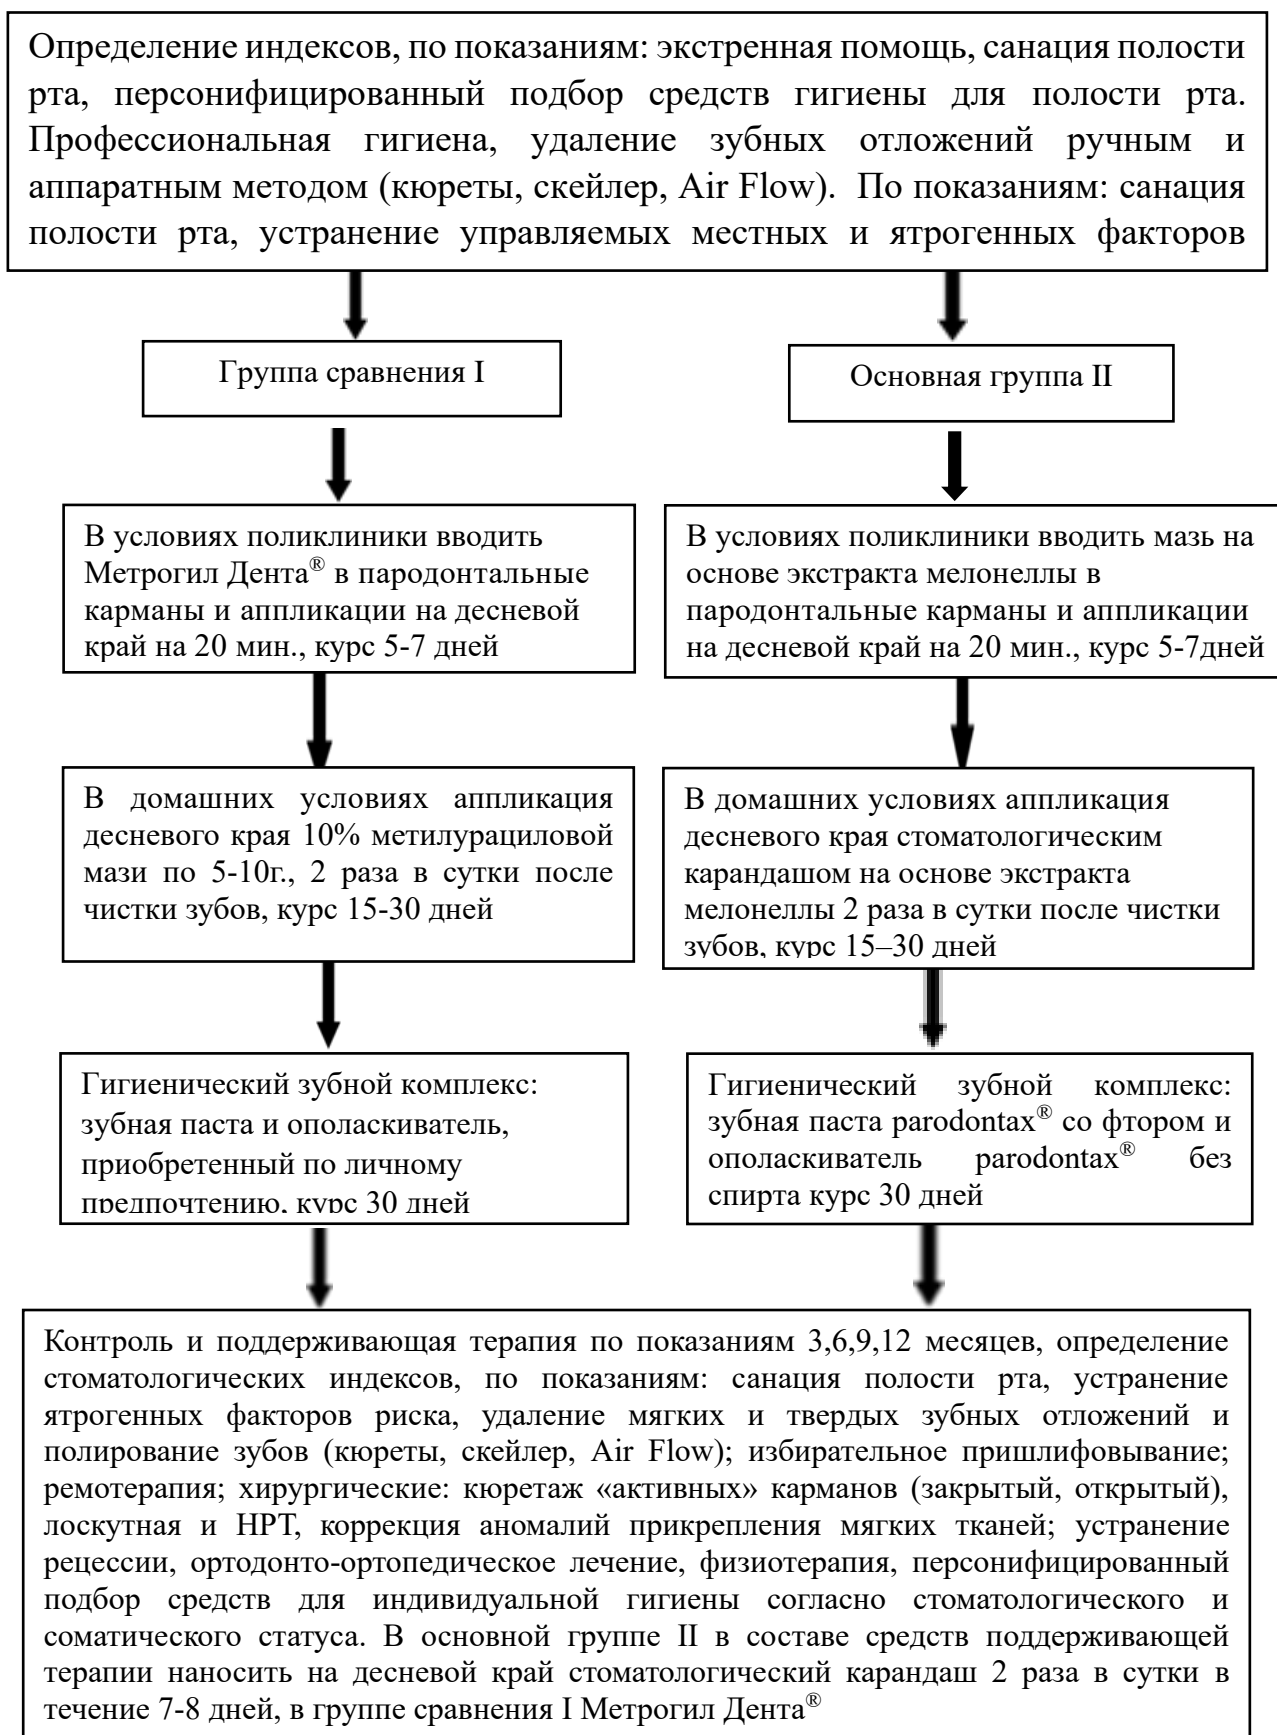 Определение индексов, по показаниям: экстренная помощь, санация полости
рта, персонифицированный подбор средств гигиены для полости рта.
Профессиональная гигиена, удаление зубных отложений ручным и
аппаратным методом (кюреты, скейлер, Air Flow). По показаниям: санация
полости рта, устранение управляемых местных и ятрогенных факторов
Группа сравнения I
Основная группа II
В условиях поликлиники вводить
Метрогил Дента® в пародонтальные
карманы и аппликации на десневой
край на 20 мин., курс 5-7 дней
В условиях поликлиники вводить мазь на
основе экстракта мелонеллы в
пародонтальные карманы и аппликации
на десневой край на 20 мин., курс 5-7дней
В домашних условиях аппликация
десневого края 10% метилурациловой
мази по 5-10г., 2 раза в сутки после
чистки зубов, курс 15-30 дней
В домашних условиях аппликация
десневого края стоматологическим
карандашом на основе экстракта
мелонеллы 2 раза в сутки после чистки
зубов, курс 15–30 дней
Гигиенический зубной комплекс:
зубная паста и ополаскиватель,
приобретенный по личному
предпочтению, курс 30 дней
Гигиенический зубной комплекс:
зубная паста parodontax® со фтором и
ополаскиватель parodontax® без
спирта курс 30 дней
Контроль и поддерживающая терапия по показаниям 3,6,9,12 месяцев, определение
стоматологических индексов, по показаниям: санация полости рта, устранение
ятрогенных факторов риска, удаление мягких и твердых зубных отложений и
полирование зубов (кюреты, скейлер, Air Flow); избирательное пришлифовывание;
ремотерапия; хирургические: кюретаж «активных» карманов (закрытый, открытый),
лоскутная и НРТ, коррекция аномалий прикрепления мягких тканей; устранение
рецессии, ортодонто-ортопедическое лечение, физиотерапия, персонифицированный
подбор средств для индивидуальной гигиены согласно стоматологического и
соматического статуса. В основной группе II в составе средств поддерживающей
терапии наносить на десневой край стоматологический карандаш 2 раза в сутки в
течение 7-8 дней, в группе сравнения I Метрогил Дента®